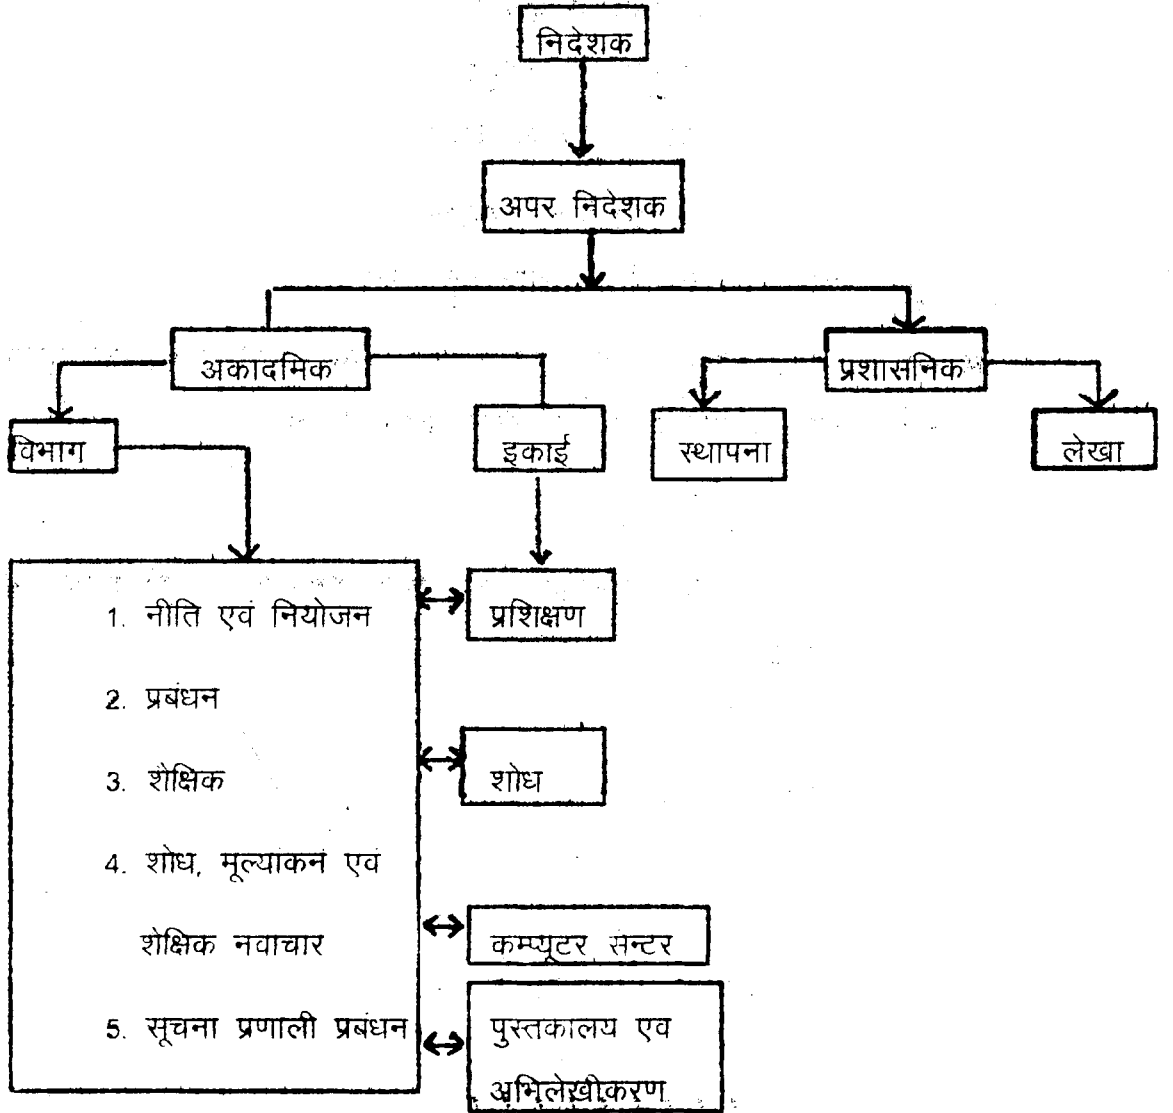 निदेशक
अपर निदेशक
अकादमिक
प्रशासनिक
विभाग
इकाई
स्थापना
लेखा
1. नीति एवं नियोजन
2. प्रबंधन
3. शैक्षिक
4. शोध, मूल्यांकन एवं
शैक्षिक नवाचार
5. सूचना प्रणाली प्रबंधन
प्रशिक्षण
शोध
कम्प्यूटर सेन्टर
पुस्तकालय एवं
अभिलेखीकरण